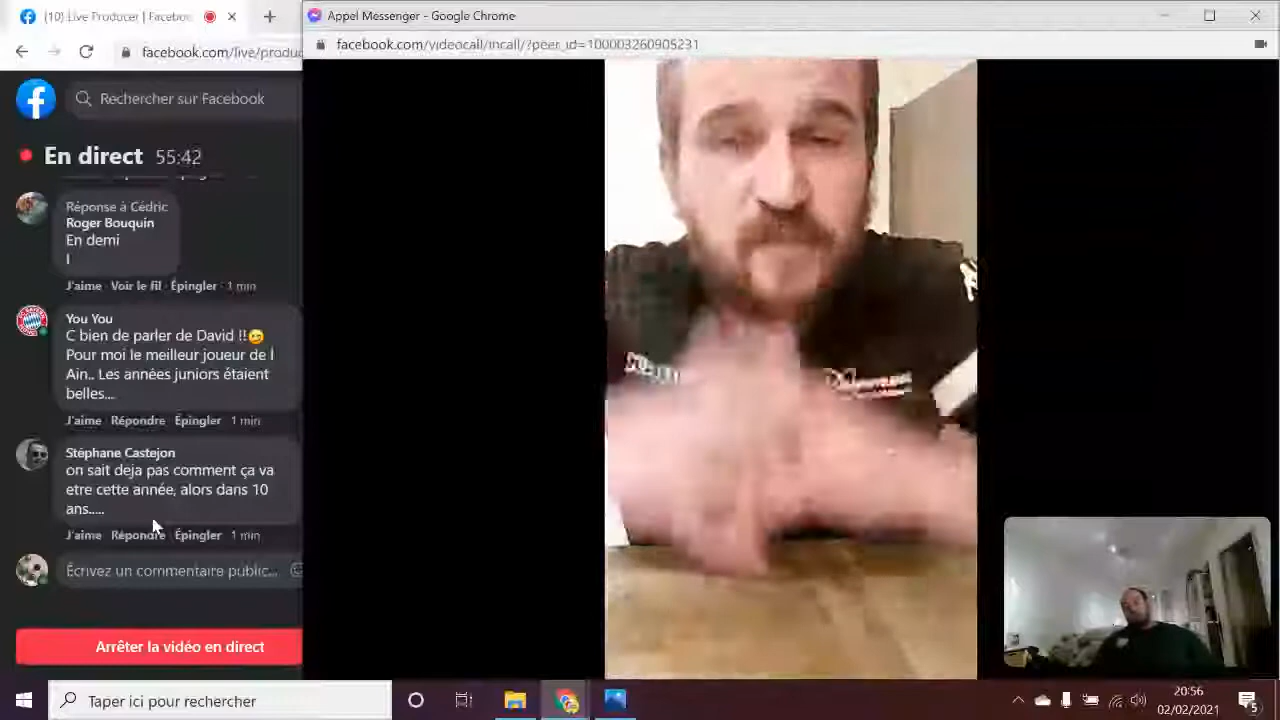 (10) Live Producer | Facebook
Appel Messenger - Google Chrome
facebook.com/live/produc
facebook.com/videocall/incall/?peer_id=100003260905231
Rechercher sur Facebook
En direct 55:42
Réponse à Cédric
Roger Bouquin
En demi
J'aime · Voir le fil · Épingler · 1 min
You You
C bien de parler de David !!
Pour moi le meilleur joueur de l
Ain.. Les années juniors étaient
belles...
J'aime · Répondre · Épingler 1 min
Stéphane Castejon
on sait deja pas comment ça va
etre cette année, alors dans 10
ans.....
J'aime · Répondre · Épingler 1 min
Écrivez un commentaire public...
Arrêter la vidéo en direct
Taper ici pour rechercher
20:56
02/02/2021
5